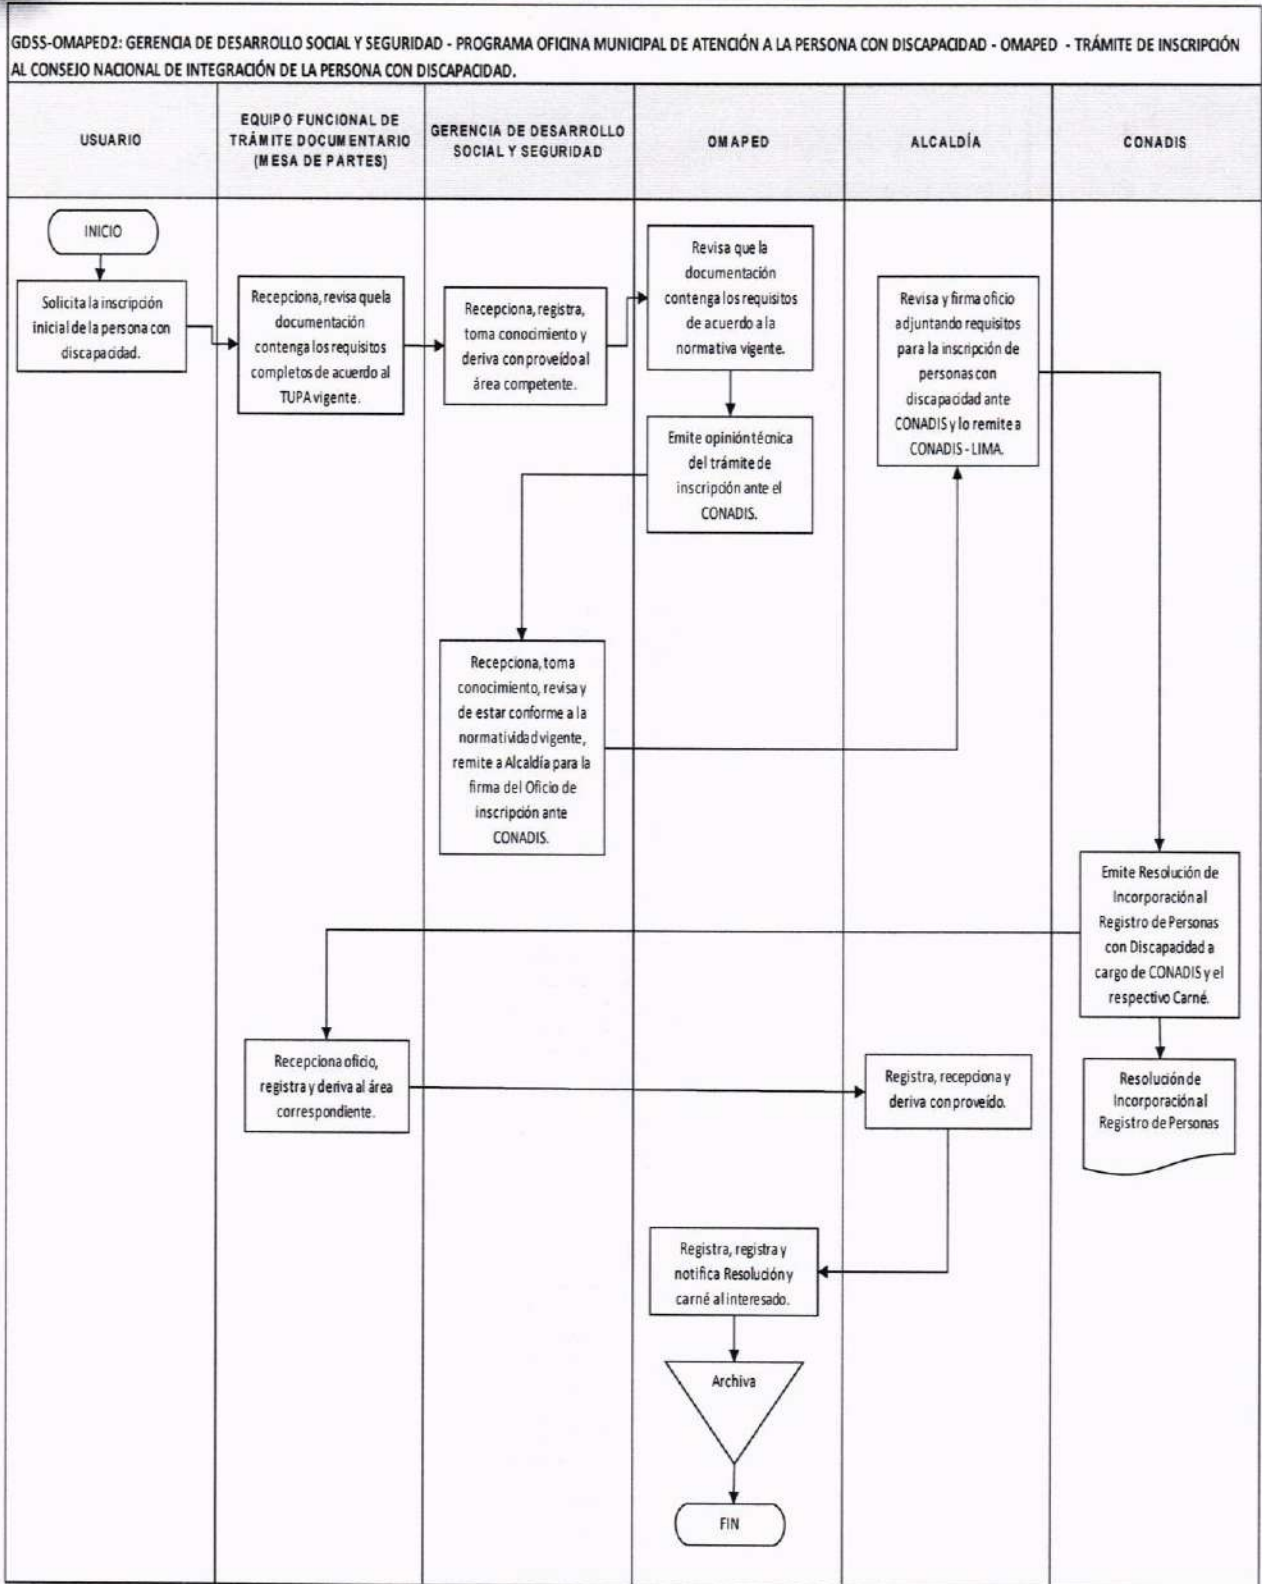 GDSS-OMAPED2: GERENCIA DE DESARROLLO SOCIAL Y SEGURIDAD - PROGRAMA OFICINA MUNICIPAL DE ATENCIÓN A LA PERSONA CON DISCAPACIDAD - OMAPED - TRÁMITE DE INSCRIPCIÓN
AL CONSEJO NACIONAL DE INTEGRACIÓN DE LA PERSONA CON DISCAPACIDAD.
USUARIO
EQUIPO FUNCIONAL DE
TRÁMITE DOCUMENTARIO
(MESA DE PARTES)
GERENCIA DE DESARROLLO
SOCIAL Y SEGURIDAD
OMAPED
ALCALDÍA
CONADIS
INICIO
Solicita la inscripción
inicial de la persona con
discapacidad.
Recepciona, revisa que la
documentación
contenga los requisitos
completos de acuerdo al
TUPA vigente.
Recepciona, registra,
toma conocimiento y
deriva con proveído al
área competente.
Revisa que la
documentación
contenga los requisitos
de acuerdo a la
normativa vigente.
Emite opinión técnica
del trámite de
inscripción ante el
CONADIS.
Revisa y firma oficio
adjuntando requisitos
para la inscripción de
personas con
discapacidad ante
CONADIS y lo remite a
CONADIS - LIMA.
Recepciona, toma
conocimiento, revisa y
de estar conforme a la
normatividad vigente,
remite a Alcaldía para la
firma del Oficio de
inscripción ante
CONADIS.
Emite Resolución de
Incorporación al
Registro de Personas
con Discapacidad a
cargo de CONADIS y el
respectivo Carné.
Resolución de
Incorporación al
Registro de Personas
Recepciona oficio,
registra y deriva al área
correspondiente.
Registra, recepciona y
deriva con proveído.
Registra, registra y
notifica Resolución y
carné al interesado.
Archiva
FIN